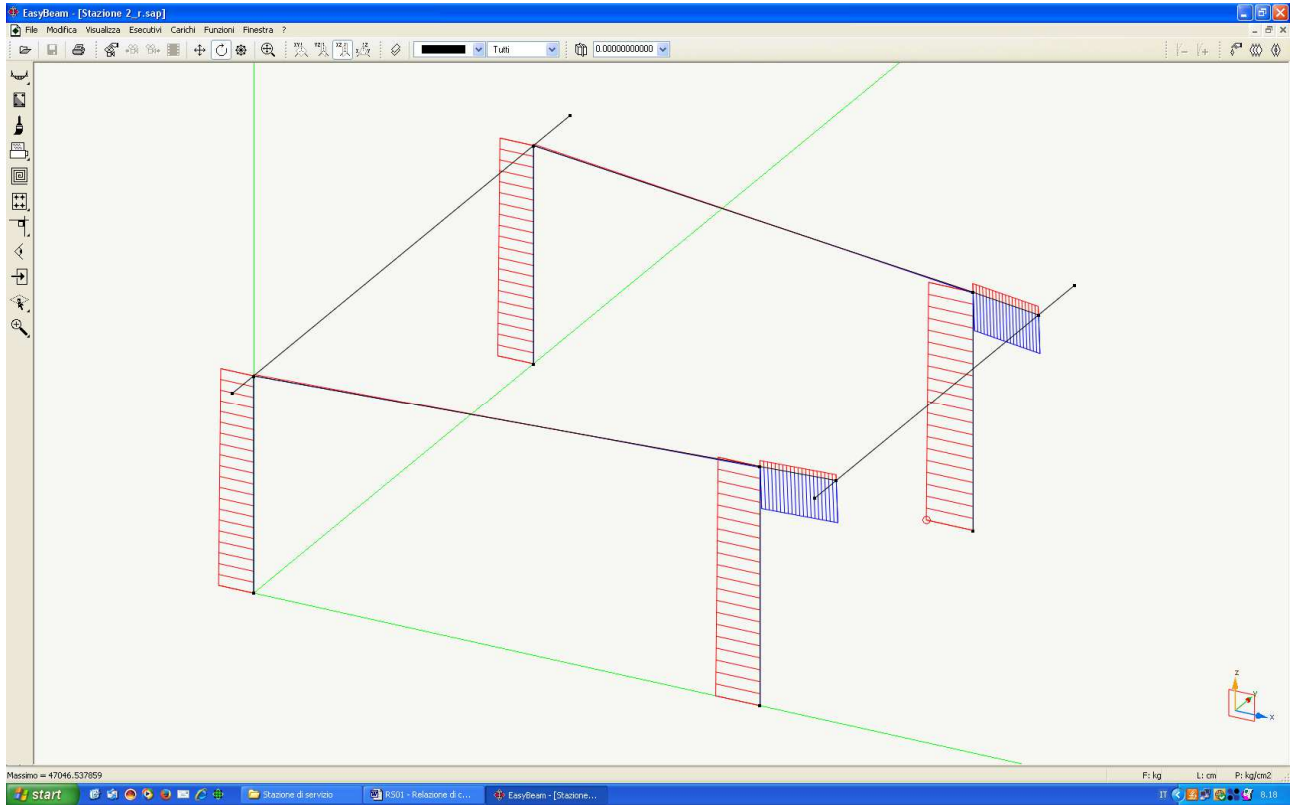 EasyBeam - [Stazione 2_r.sap]
File Modifica Visualizza Esecutivi Carichi Funzioni Finestra ?
Tutti
0.00000000000
z
y
x
Massimo = 47046.537859
F: kg L: cm P: kg/cm2
start
Stazione di servizio
RS01 - Relazione di c...
EasyBeam - [Stazione...
IT
8.18